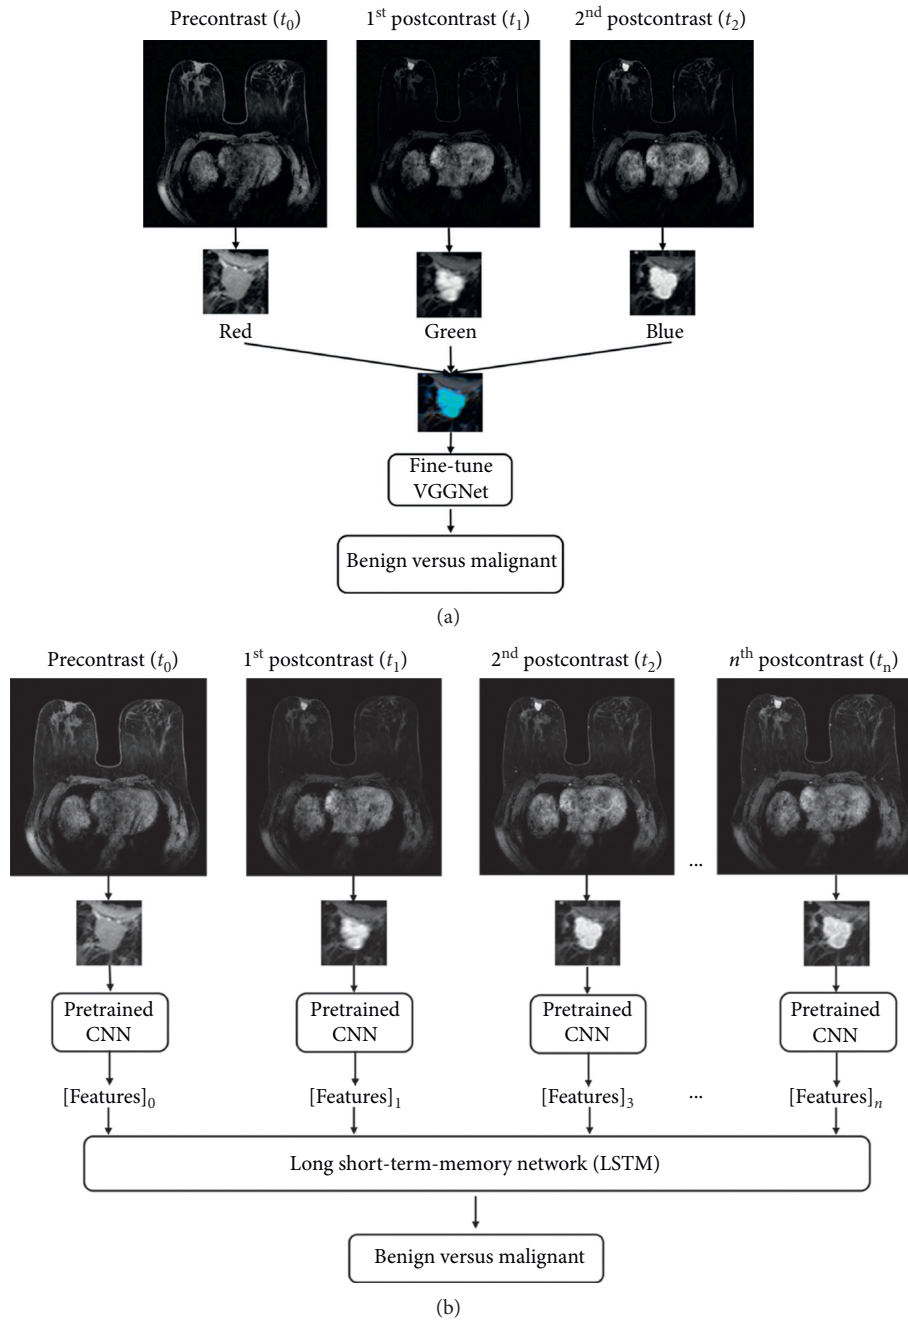 Precontrast (t0)
1st postcontrast (t1)
2nd postcontrast (t2)
Red
Green
Blue
Fine-tune
VGGNet
Benign versus malignant
(a)
Precontrast (t0)
1st postcontrast (t1)
2nd postcontrast (t2)
nth postcontrast (tn)
...
Pretrained
CNN
Pretrained
CNN
Pretrained
CNN
Pretrained
CNN
[Features]0
[Features]1
[Features]3
...
[Features]n
Long short-term-memory network (LSTM)
Benign versus malignant
(b)